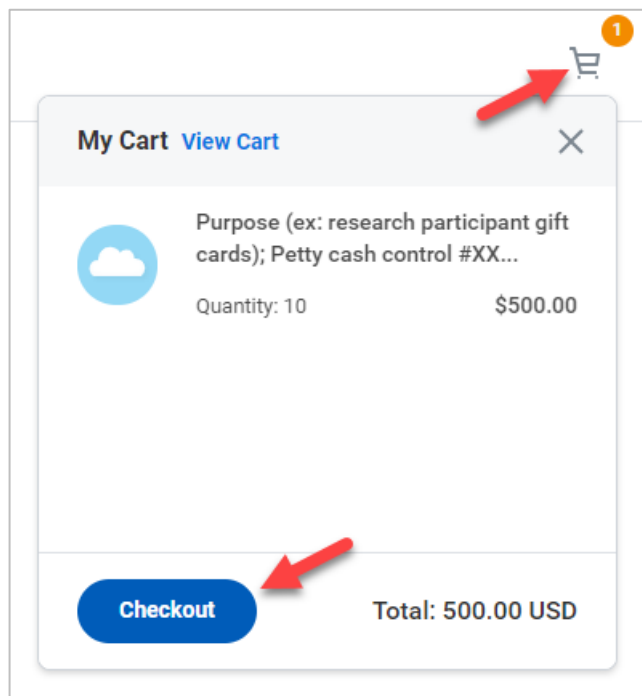 1
My Cart View Cart
Purpose (ex: research participant gift
cards); Petty cash control #XX...
Quantity: 10 $500.00
Checkout Total: 500.00 USD